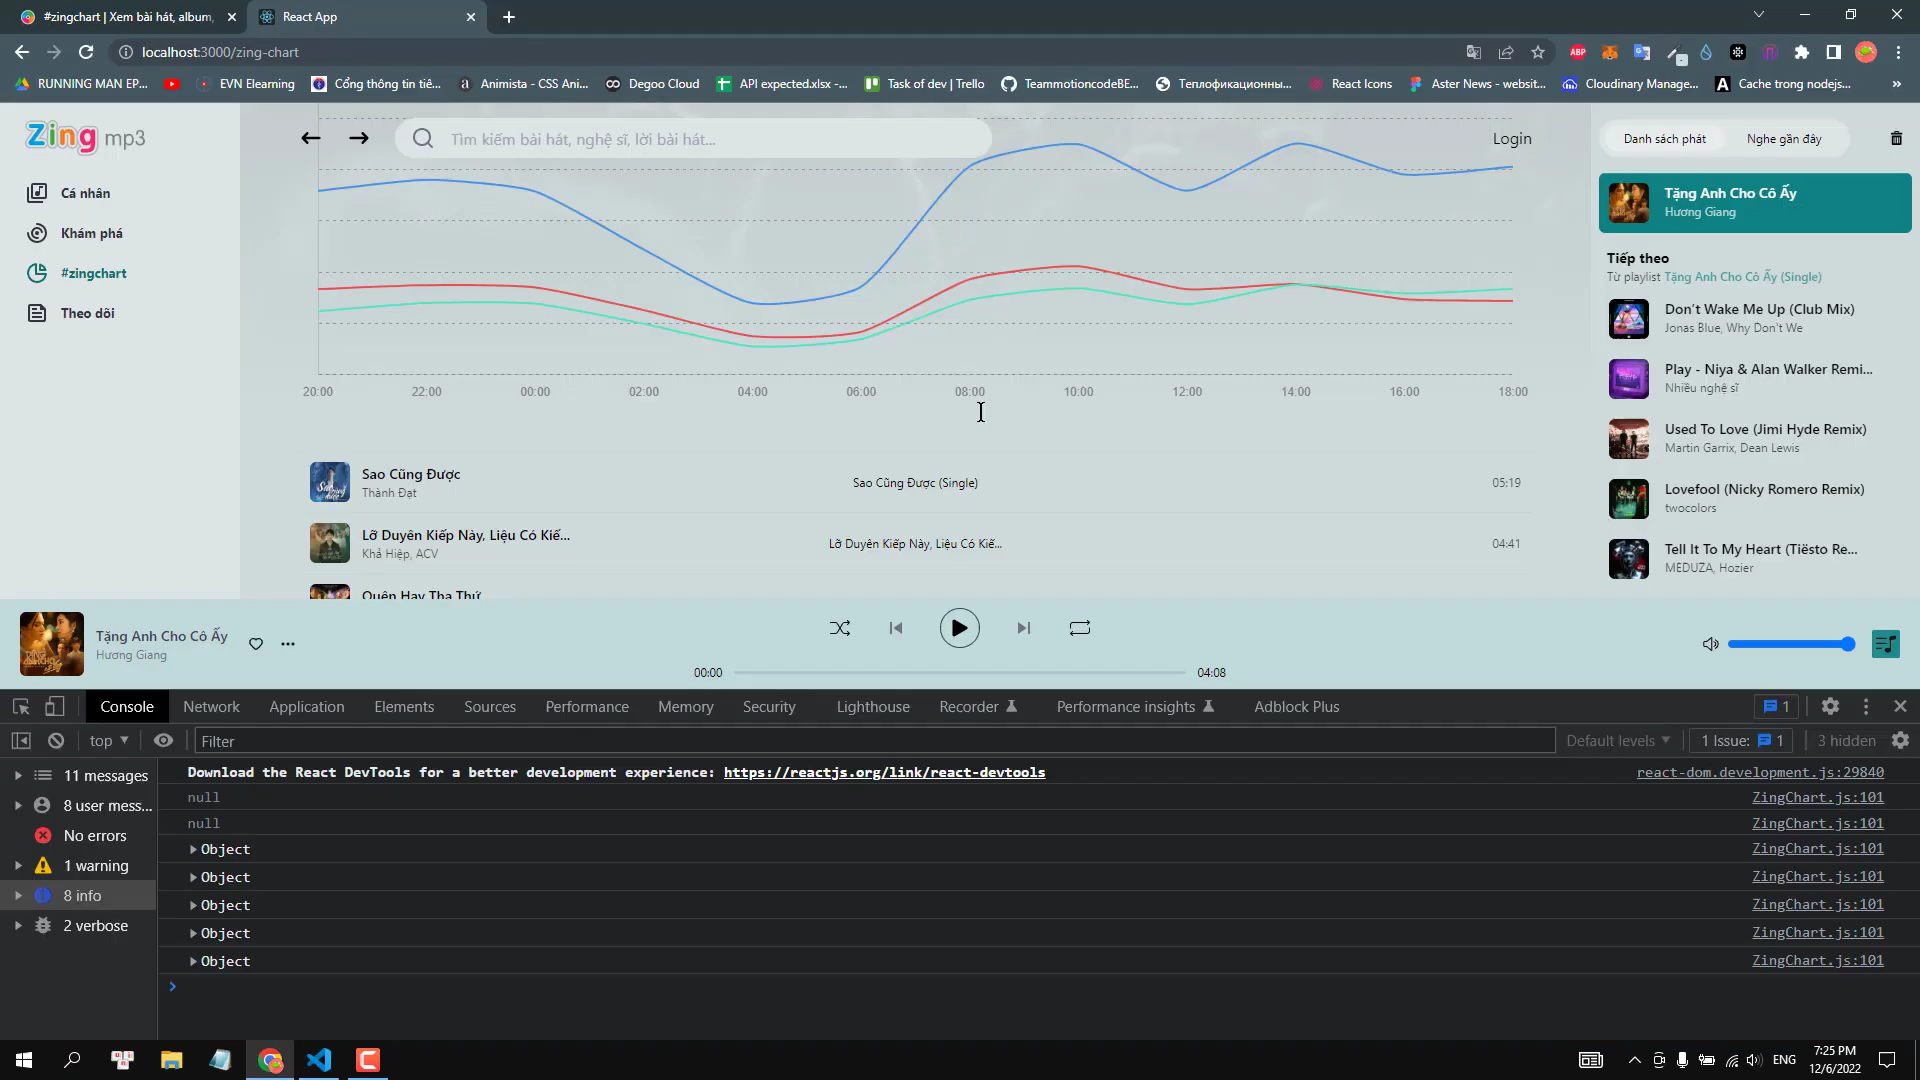 #zingchart | Xem bài hát, album,
React App
localhost:3000/zing-chart
RUNNING MAN EP...
EVN Elearning
Cổng thông tin tiê...
Animista - CSS Ani...
Degoo Cloud
API expected.xlsx -...
Task of dev | Trello
TeammotioncodeBE...
Теплофикационны...
React Icons
Aster News - websit...
Cloudinary Manage...
Cache trong nodejs...
»
Zing mp3
Cá nhân
Khám phá
#zingchart
Theo dõi
Tìm kiếm bài hát, nghệ sĩ, lời bài hát...
Login
20:00 22:00 00:00 02:00 04:00 06:00 08:00 10:00 12:00 14:00 16:00 18:00
Sao Cũng Được
Thành Đạt
Sao Cũng Được (Single)
05:19
Lỡ Duyên Kiếp Này, Liệu Có Kiế...
Khả Hiệp, ACV
Lỡ Duyên Kiếp Này, Liệu Có Kiế...
04:41
Quên Hay Tha Thứ
Danh sách phát
Nghe gần đây
Tặng Anh Cho Cô Ấy
Hương Giang
Tiếp theo
Từ playlist Tặng Anh Cho Cô Ấy (Single)
Don't Wake Me Up (Club Mix)
Jonas Blue, Why Don't We
Play - Niya & Alan Walker Remi...
Nhiều nghệ sĩ
Used To Love (Jimi Hyde Remix)
Martin Garrix, Dean Lewis
Lovefool (Nicky Romero Remix)
twocolors
Tell It To My Heart (Tiësto Re...
MEDUZA, Hozier
Tặng Anh Cho Cô Ấy
Hương Giang
00:00
04:08
Console Network Application Elements Sources Performance Memory Security Lighthouse Recorder Performance insights Adblock Plus
1
top
Filter
Default levels
1 Issue: 1
3 hidden
11 messages
8 user mess...
No errors
1 warning
8 info
2 verbose
Download the React DevTools for a better development experience: https://reactjs.org/link/react-devtools
react-dom.development.js:29840
null ZingChart.js:101
null ZingChart.js:101
Object ZingChart.js:101
Object ZingChart.js:101
Object ZingChart.js:101
Object ZingChart.js:101
Object ZingChart.js:101
ENG
7:25 PM
12/6/2022